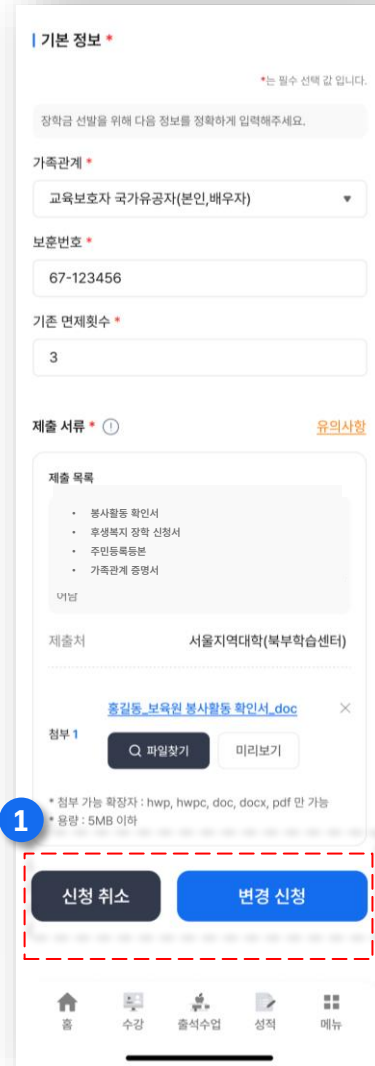 기본 정보 *
*는 필수 선택 값 입니다.
장학금 선발을 위해 다음 정보를 정확하게 입력해주세요.
가족관계 *
교육보호자 국가유공자(본인,배우자)
보훈번호 *
67-123456
기존 면제횟수 *
3
제출 서류 * 유의사항
제출 목록
• 봉사활동 확인서
• 후생복지 장학 신청서
• 주민등록등본
• 가족관계 증명서
제출처 서울지역대학(북부학습센터)
홍길동_보육원 봉사활동 확인서_doc
첨부 1 파일찾기 미리보기
* 첨부 가능 확장자 : hwp, hwpc, doc, docx, pdf 만 가능
1
* 용량 : 5MB 이하
신청 취소 변경 신청
홈 수강 출석수업 성적 메뉴